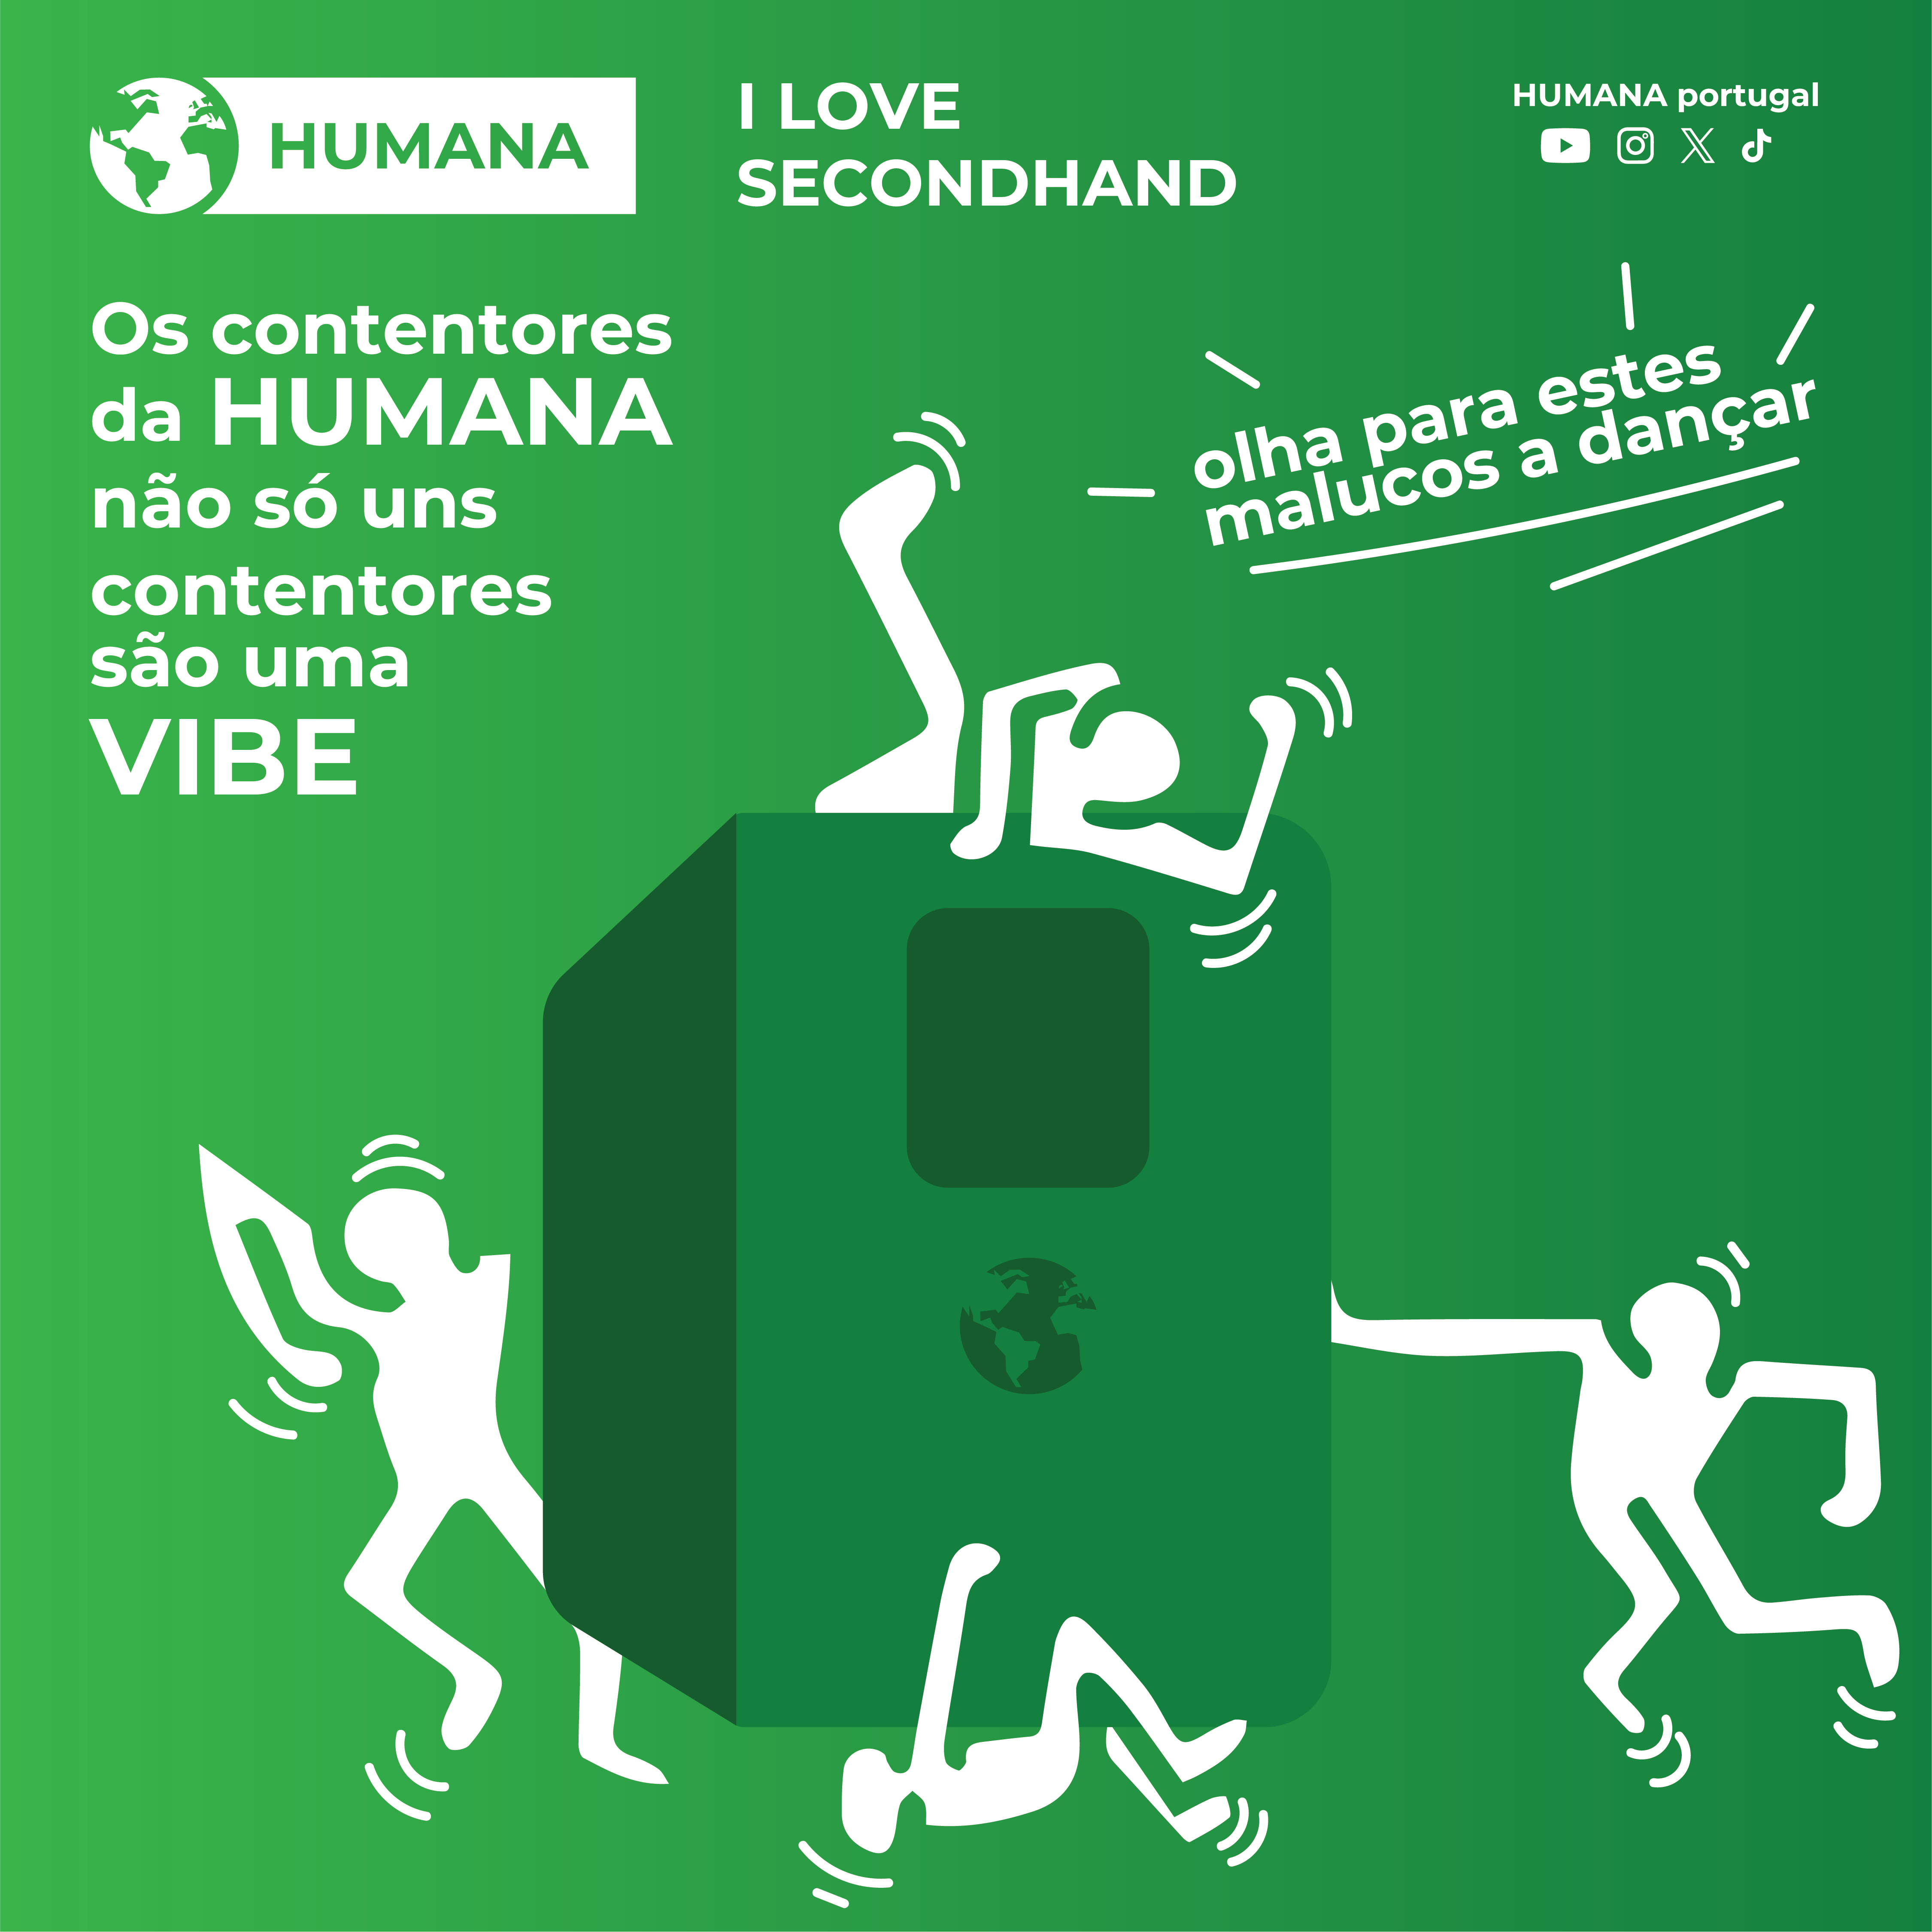 HUMANA
I LOVE
SECONDHAND
HUMANA portugal
Os contentores
da HUMANA
não só uns
contentores
são uma
VIBE
olha para estes
malucos a dançar